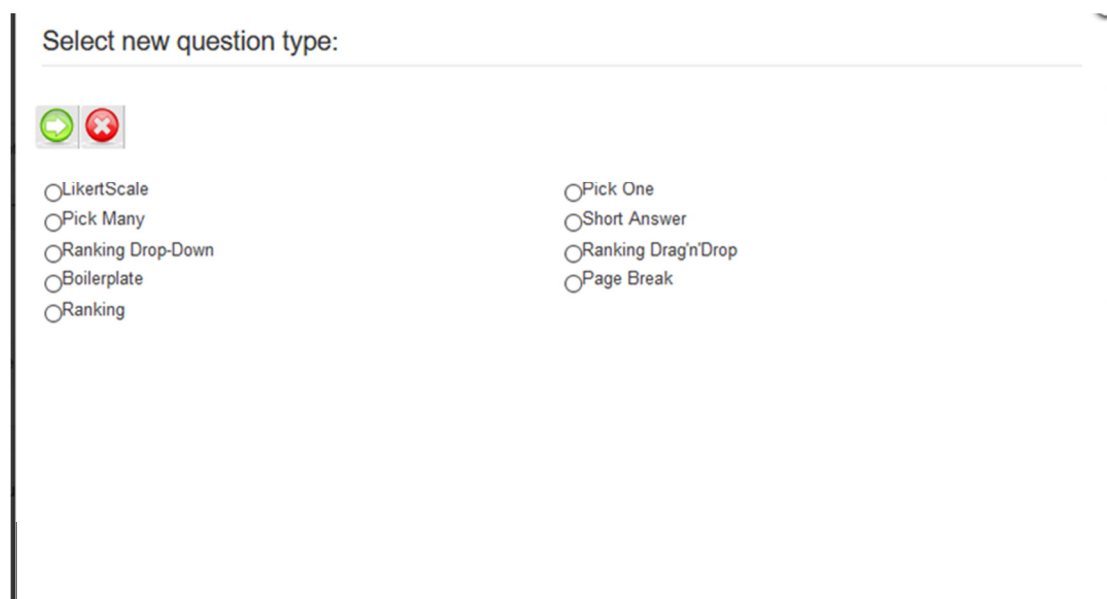 Select new question type:
LikertScale
Pick One
Pick Many
Short Answer
Ranking Drop-Down
Ranking Drag'n'Drop
Boilerplate
Page Break
Ranking